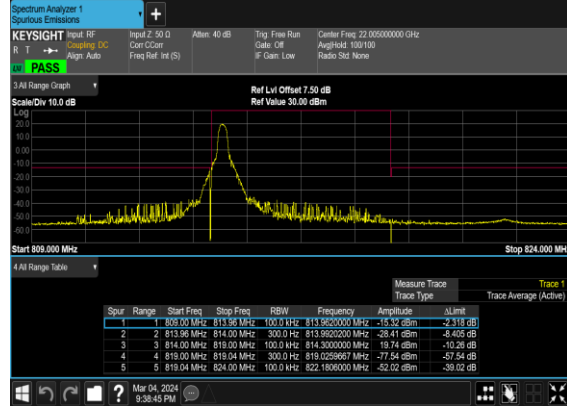 Spectrum Analyzer 1
Spurious Emissions
+
KEYSIGHT Input: RF Input Z: 50 Ω Atten: 40 dB Trig: Free Run Center Freq: 22.005000000 GHz
R T Coupling: DC Corr CCorr Gate: Off Avg|Hold: 100/100
Align: Auto Freq Ref: Int (S) IF Gain: Low Radio Std: None
PASS
3 All Range Graph
Ref Lvl Offset 7.50 dB
Scale/Div 10.0 dB Ref Value 30.00 dBm
Log
20.0
10.0
0.00
-10.0
-20.0
-30.0
-40.0
-50.0
-60.0
Start 809.000 MHz Stop 824.000 MH
4 All Range Table
Measure Trace Trace 1
Trace Type Trace Average (Active)
Spur Range Start Freq Stop Freq RBW Frequency Amplitude ΔLimit
1 1 809.00 MHz 813.96 MHz 100.0 kHz 813.9620000 MHz -15.32 dBm -2.318 dB
2 2 813.96 MHz 814.00 MHz 300.0 Hz 813.9920200 MHz -28.41 dBm -8.405 dB
3 3 814.00 MHz 819.00 MHz 100.0 kHz 814.3000000 MHz 19.74 dBm -10.26 dB
4 4 819.00 MHz 819.04 MHz 300.0 Hz 819.0259667 MHz -77.54 dBm -57.54 dB
5 5 819.04 MHz 824.00 MHz 100.0 kHz 822.1806000 MHz -52.02 dBm -39.02 dB
? Mar 04, 2024
9:38:45 PM